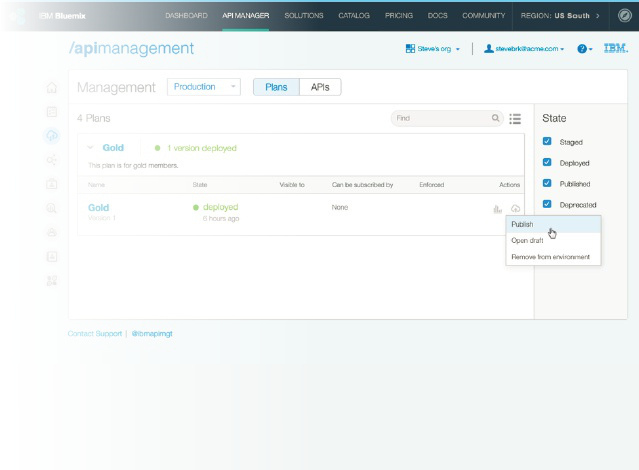 IBM Bluemix DASHBOARD API MANAGER SOLUTIONS CATALOG PRICING DOCS COMMUNITY REGION: US South
/apimanagement Steve's org stevebrk@acme.com ? IBM
Management Production Plans APIs
4 Plans Find State
Staged
Gold 1 version deployed
Deployed
This plan is for gold members.
Name State Visible to Can be subscribed by Enforced Actions Published
Gold deployed None Deprecated
Version 1 6 hours ago
Publish
Open draft
Remove from environment
Contact Support | @ibmapimgt